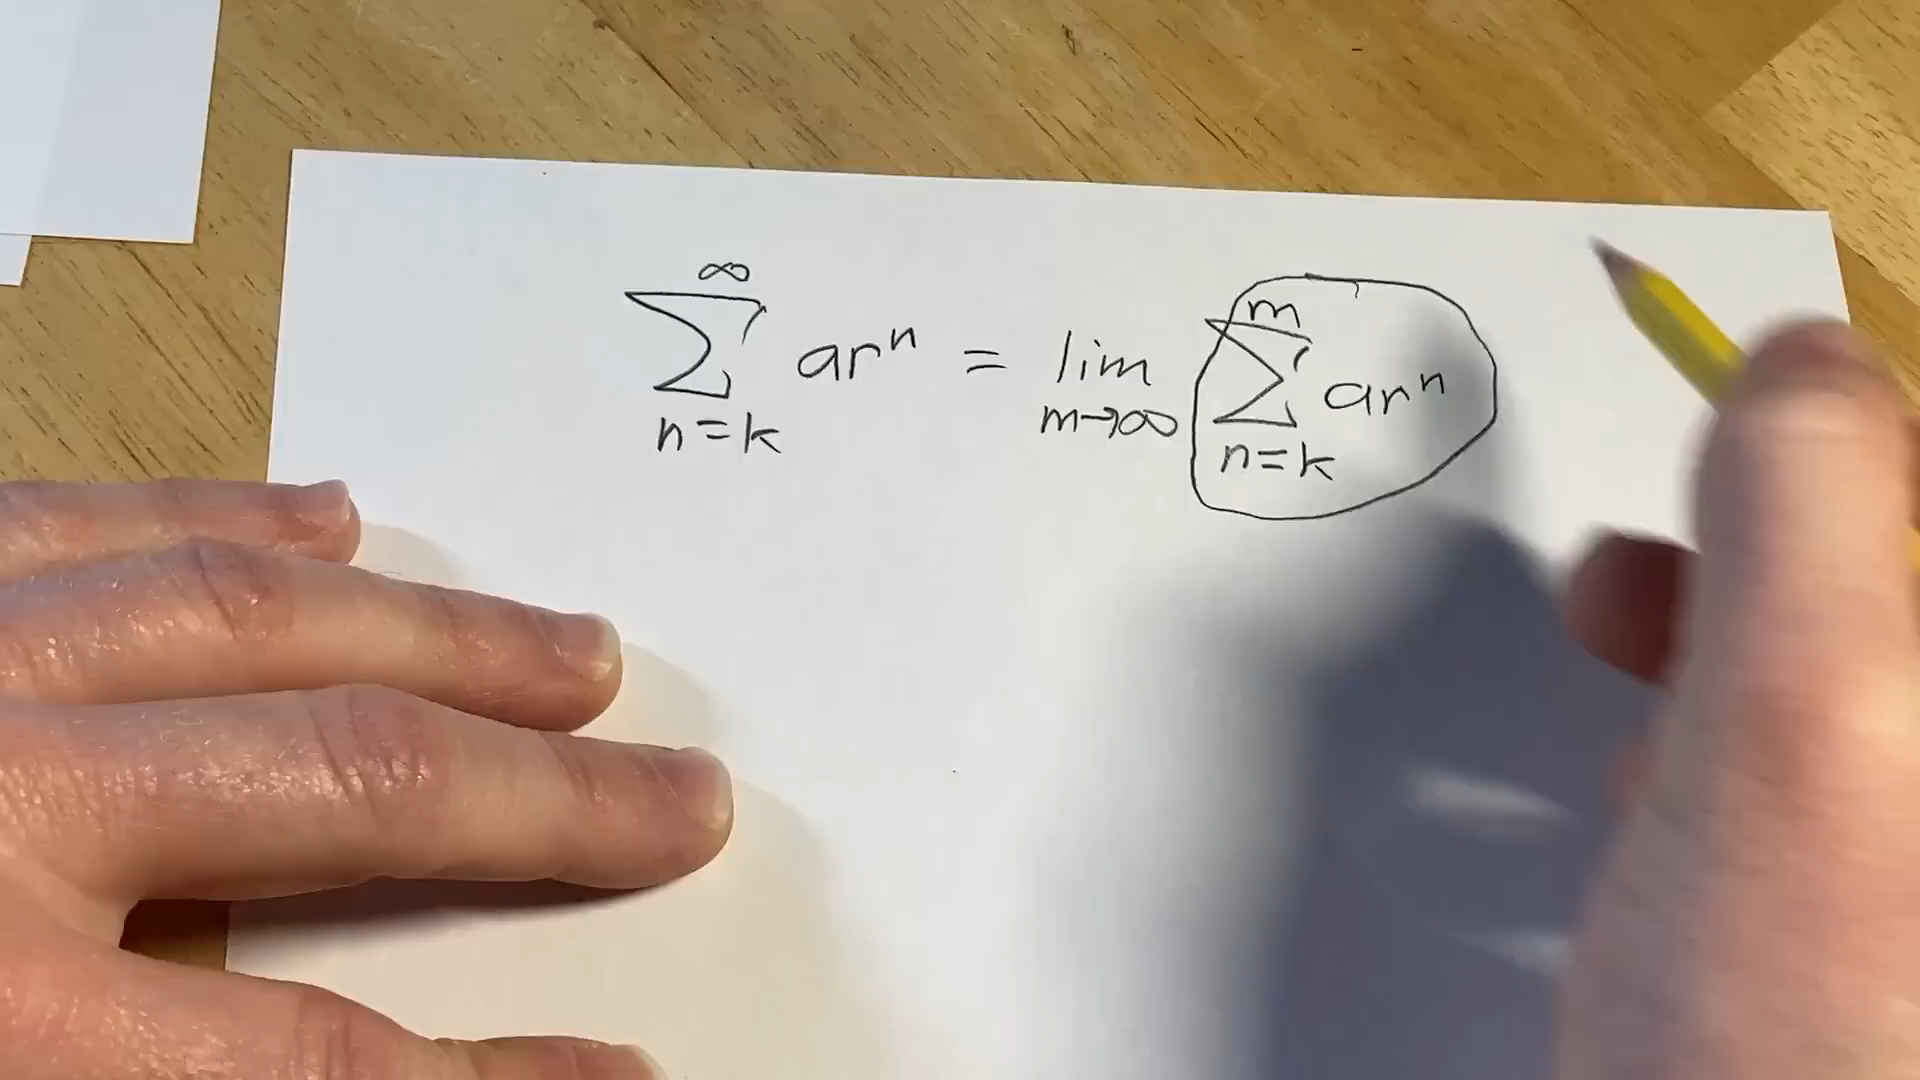 ∞ m
∑ arⁿ = lim ∑ arⁿ
n=k m→∞ n=k